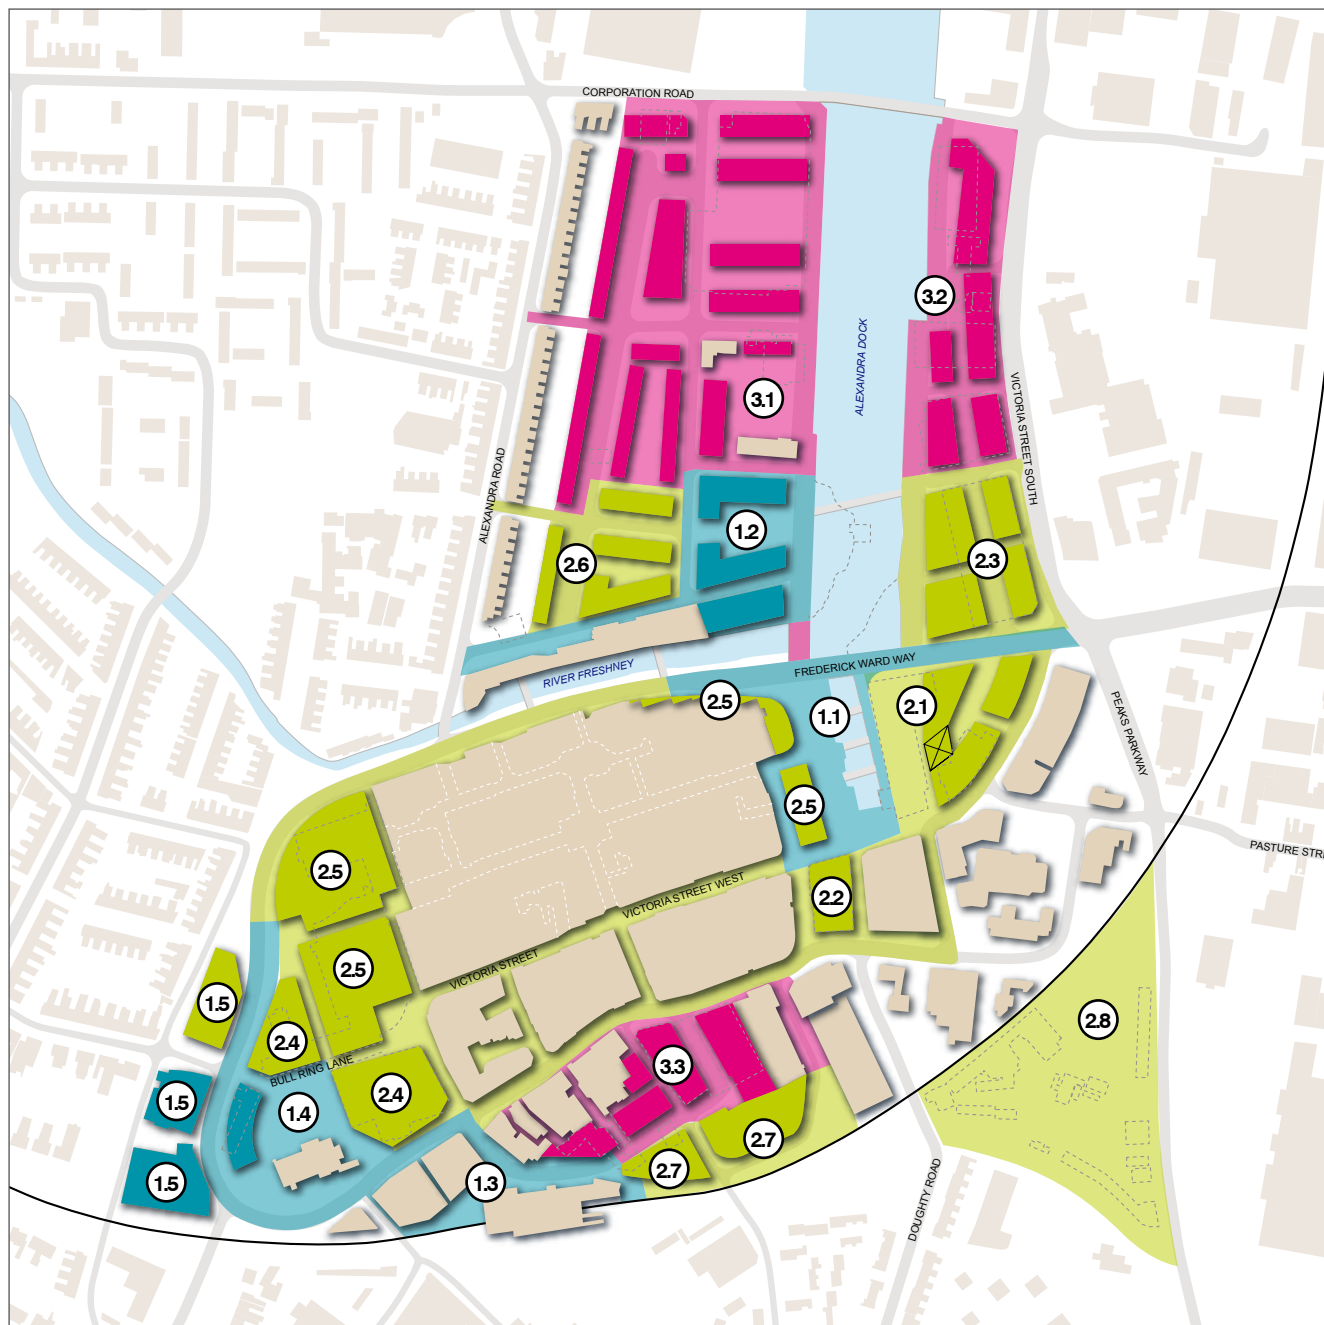 CORPORATION ROAD
3.2
ALEXANDRA DOCK
3.1
VICTORIA STREET SOUTH
ALEXANDRA ROAD
1.2
2.6
2.3
RIVER FRESHNEY
FREDERICK WARD WAY
2.5
1.1
2.1
PEAKS PARKWAY
2.5
PASTURE STR
2.5
VICTORIA STREET WEST
2.2
VICTORIA STREET
2.5
1.5
2.4
2.8
BULL RING LANE
3.3
2.4
1.5
1.4
2.7
2.7
1.5
1.3
DOUGHTY ROAD